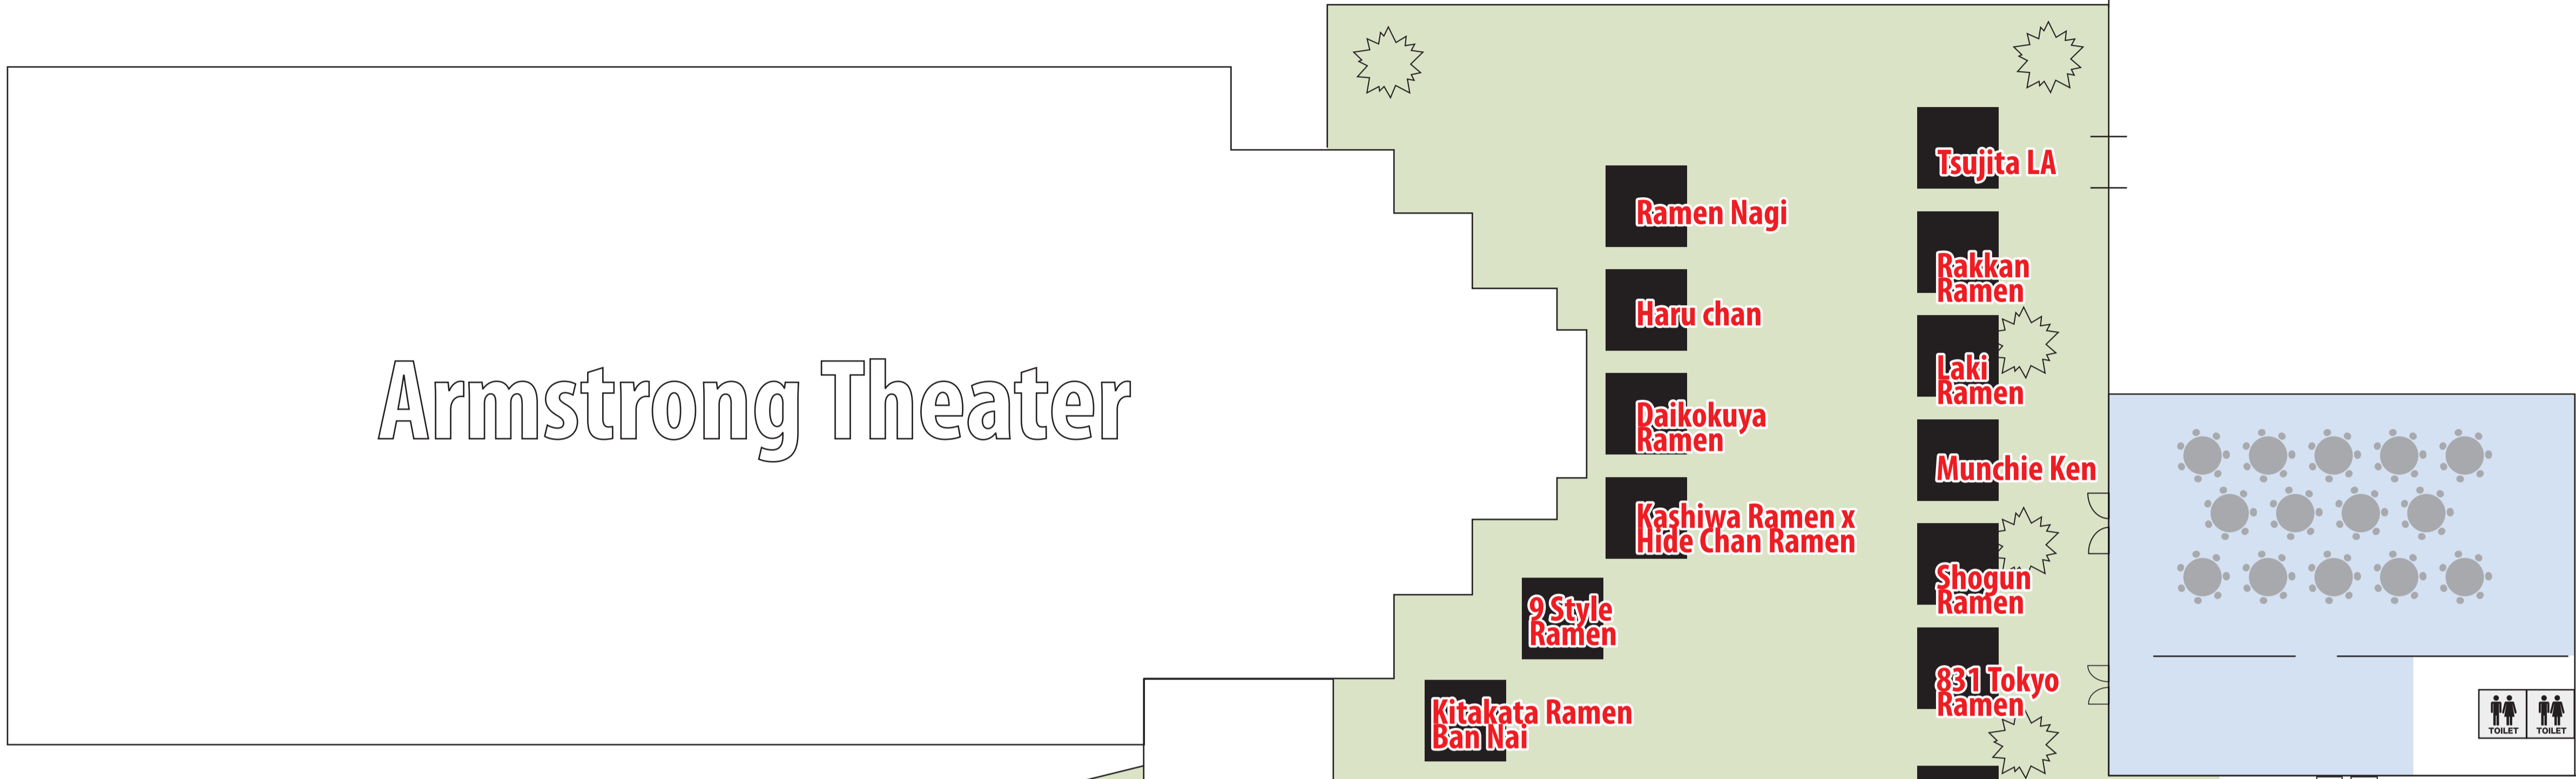 Armstrong Theater
Ramen Nagi
Haru chan
Daikokuya
Ramen
Kashiwa Ramen x
Hide Chan Ramen
9 Style
Ramen
Kitakata Ramen
Ban Nai
Tsujita LA
Rakkan
Ramen
Laki
Ramen
Munchie Ken
Shogun
Ramen
831 Tokyo
Ramen
TOILET
TOILET